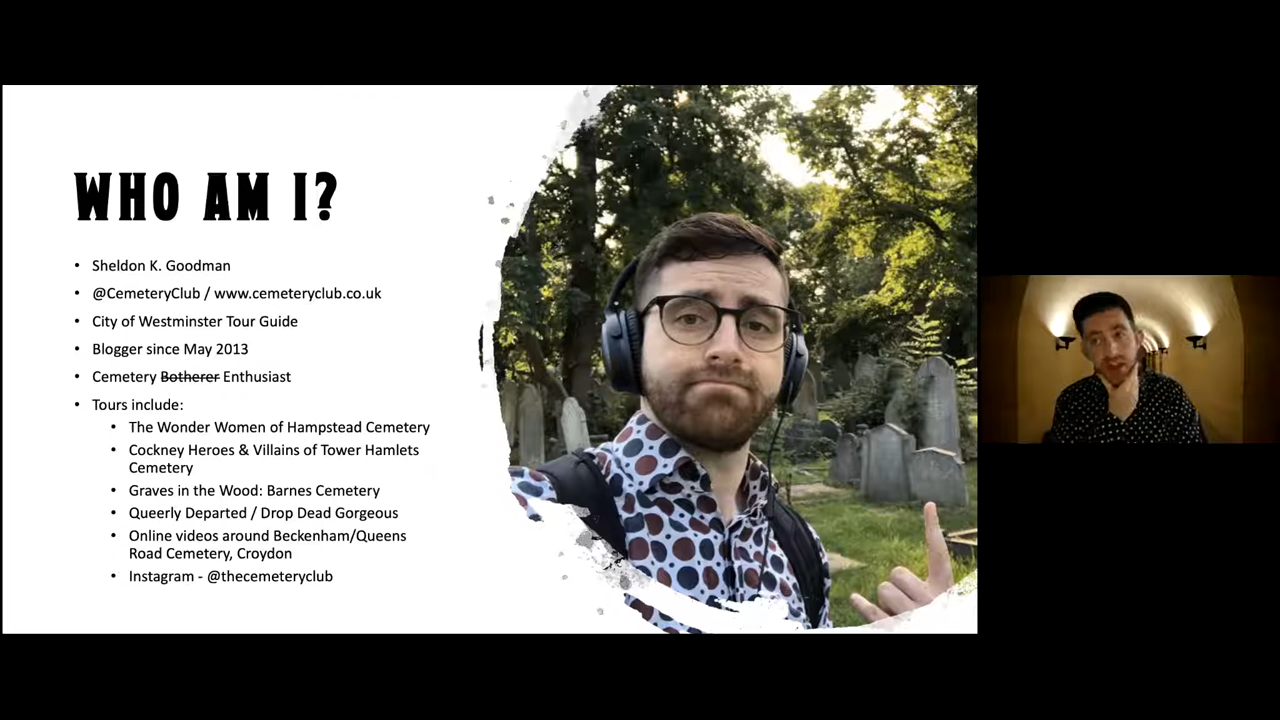 WHO AM I?
• Sheldon K. Goodman
• @CemeteryClub / www.cemeteryclub.co.uk
• City of Westminster Tour Guide
• Blogger since May 2013
• Cemetery Botherer Enthusiast
• Tours include:
• The Wonder Women of Hampstead Cemetery
• Cockney Heroes & Villains of Tower Hamlets
Cemetery
• Graves in the Wood: Barnes Cemetery
• Queerly Departed / Drop Dead Gorgeous
• Online videos around Beckenham/Queens
Road Cemetery, Croydon
• Instagram - @thecemeteryclub